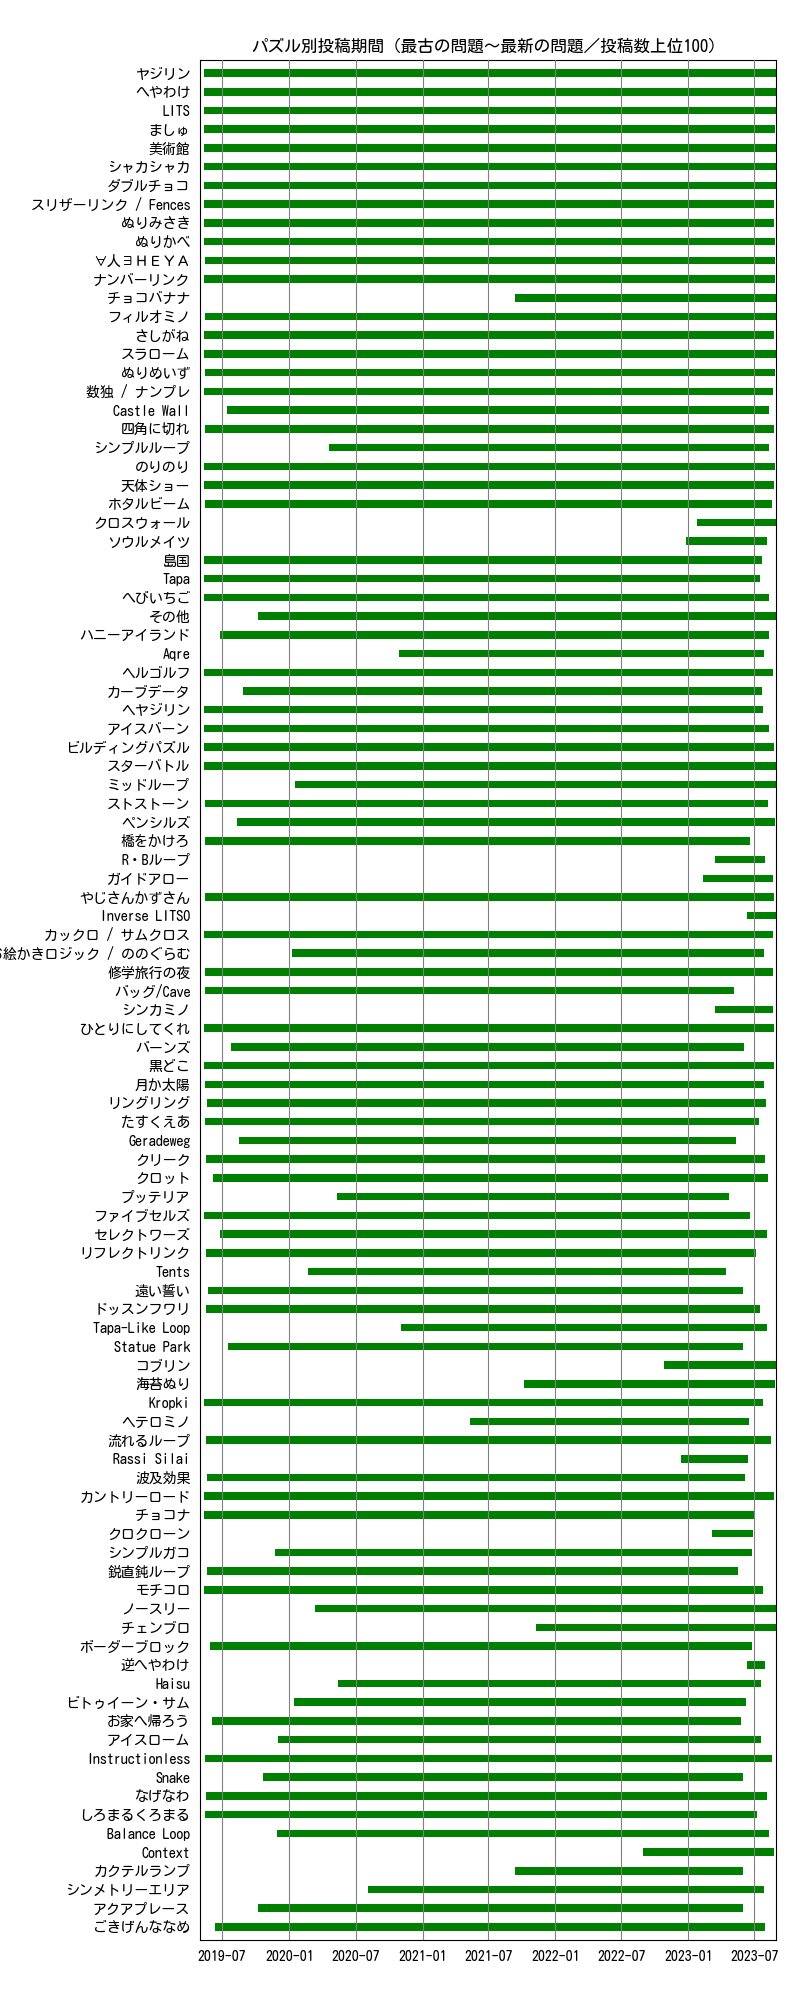 パズル別投稿期間（最古の問題～最新の問題／投稿数上位100）
ヤジリン
へやわけ
LITS
ましゅ
美術館
シャカシャカ
ダブルチョコ
スリザーリンク / Fences
ぬりみさき
ぬりかべ
∀人∃ＨＥＹＡ
ナンバーリンク
チョコバナナ
フィルオミノ
さしがね
スラローム
ぬりめいず
数独 / ナンプレ
Castle Wall
四角に切れ
シンプルループ
のりのり
天体ショー
ホタルビーム
クロスウォール
ソウルメイツ
島国
Tapa
へびいちご
その他
ハニーアイランド
Aqre
ヘルゴルフ
カーブデータ
ヘヤジリン
アイスバーン
ビルディングパズル
スターバトル
ミッドループ
ストストーン
ペンシルズ
橋をかけろ
R・Bループ
ガイドアロー
やじさんかずさん
Inverse LITSO
カックロ / サムクロス
絵かきロジック / ののぐらむ
修学旅行の夜
バッグ/Cave
シンカミノ
ひとりにしてくれ
バーンズ
黒どこ
月か太陽
リングリング
たすくえあ
Geradeweg
クリーク
クロット
プッテリア
ファイブセルズ
セレクトワーズ
リフレクトリンク
Tents
遠い誓い
ドッスンフワリ
Tapa-Like Loop
Statue Park
コブリン
海苔ぬり
Kropki
ヘテロミノ
流れるループ
Rassi Silai
波及効果
カントリーロード
チョコナ
クロクローン
シンプルガコ
鋭直鈍ループ
モチコロ
ノースリー
チェンブロ
ボーダーブロック
逆へやわけ
Haisu
ビトゥイーン・サム
お家へ帰ろう
アイスローム
Instructionless
Snake
なげなわ
しろまるくろまる
Balance Loop
Context
カクテルランプ
シンメトリーエリア
アクアプレース
ごきげんななめ
2019-07 2020-01 2020-07 2021-01 2021-07 2022-01 2022-07 2023-01 2023-07